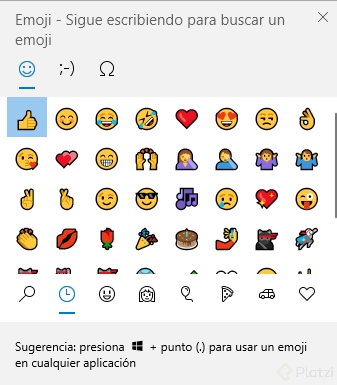 Emoji - Sigue escribiendo para buscar un
emoji
;-)
Ω
Sugerencia: presiona + punto (.) para usar un emoji
en cualquier aplicación
Platzi